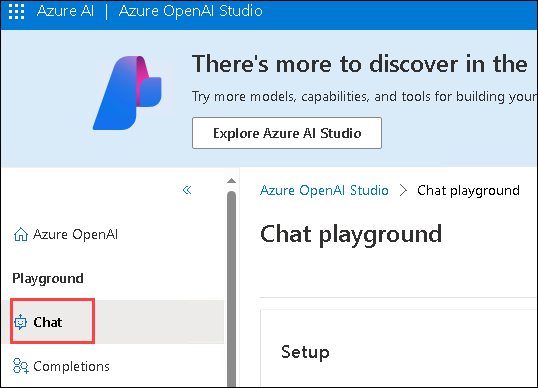 Azure AI | Azure OpenAI Studio
There's more to discover in the
Try more models, capabilities, and tools for building your
Explore Azure AI Studio
Azure OpenAI
Playground
Chat
Completions
Azure OpenAI Studio > Chat playground
Chat playground
Setup